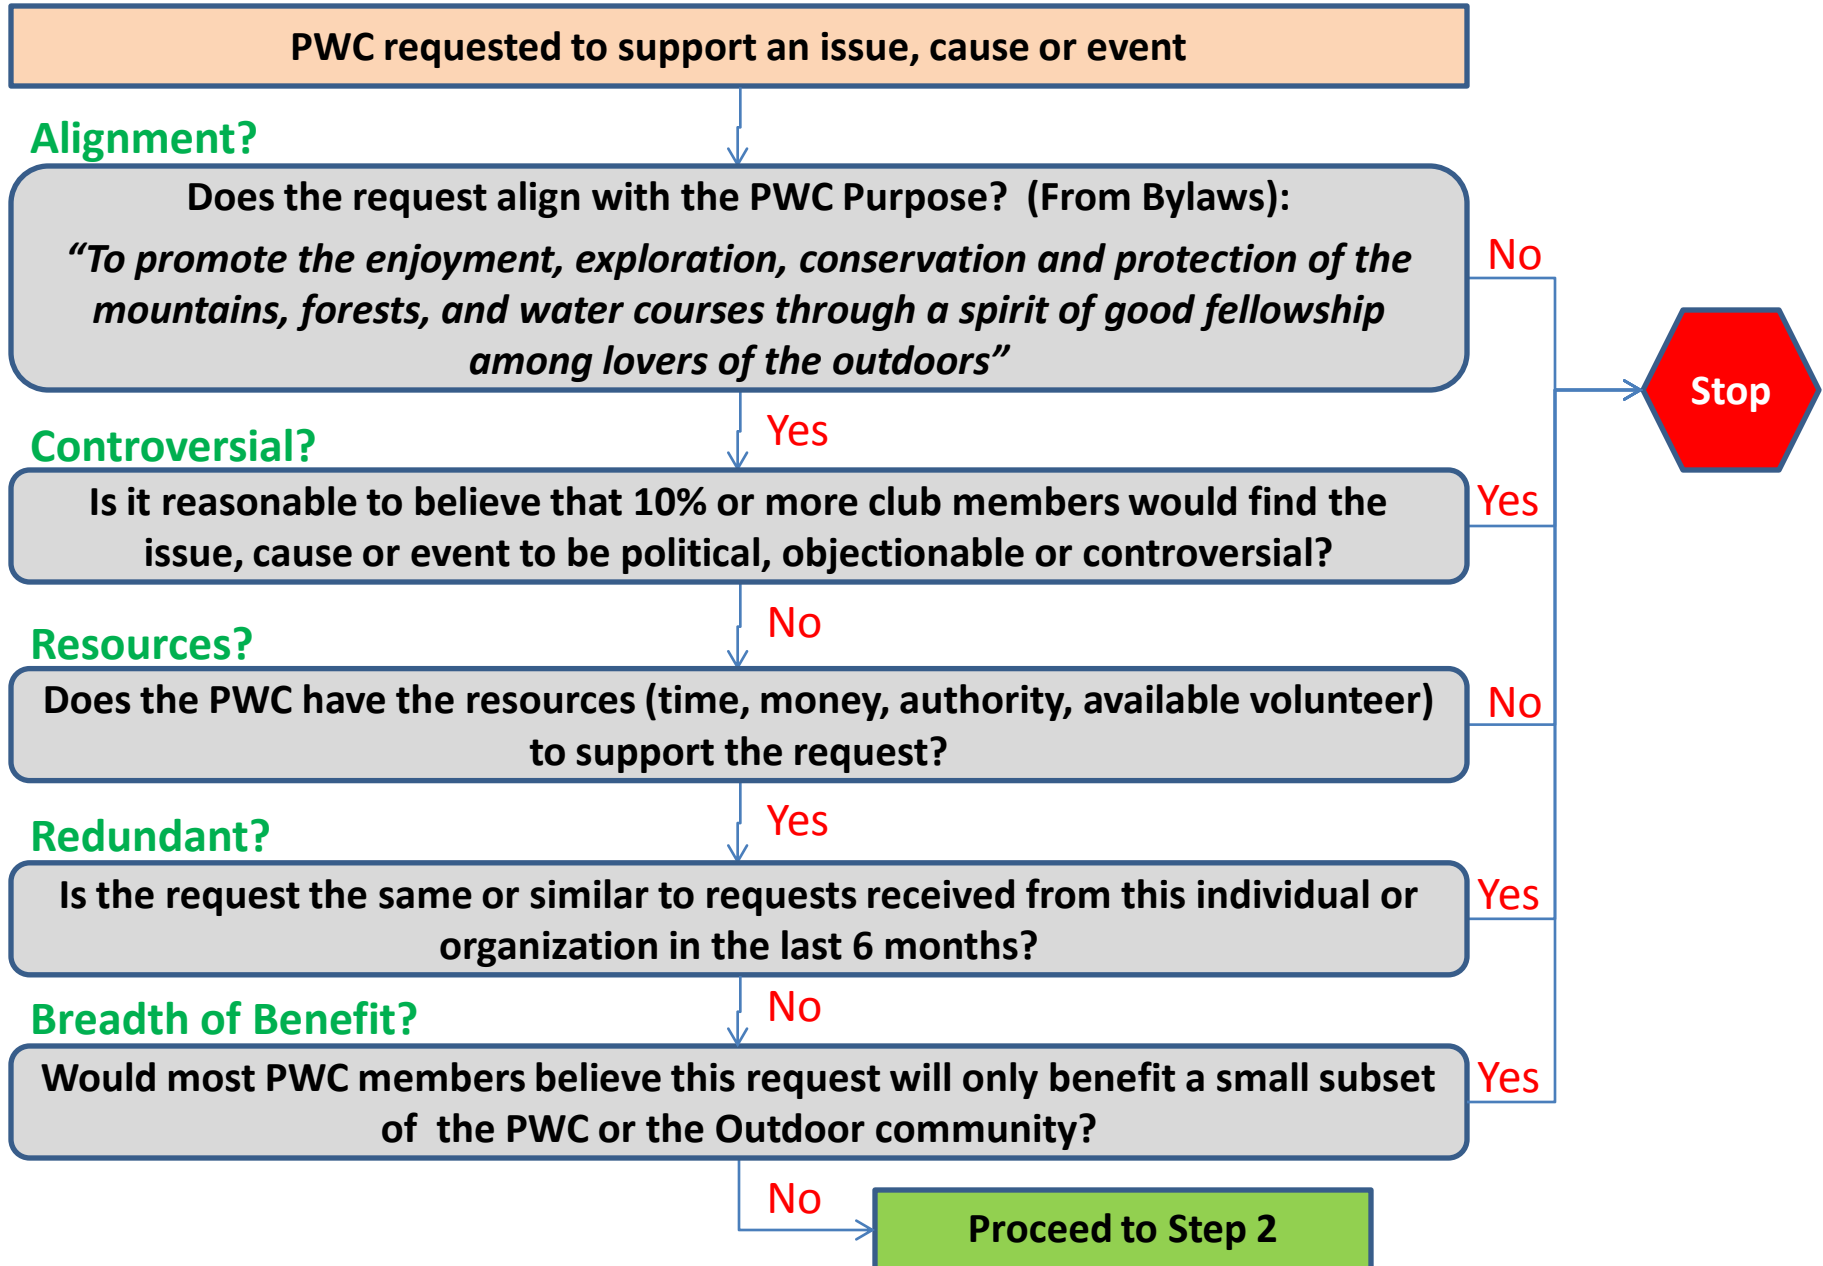 PWC requested to support an issue, cause or event
Alignment?
Does the request align with the PWC Purpose?  (From Bylaws):
“To promote the enjoyment, exploration, conservation and protection of the
mountains, forests, and water courses through a spirit of good fellowship
among lovers of the outdoors”
No
Stop
Yes
Controversial?
Is it reasonable to believe that 10% or more club members would find the
issue, cause or event to be political, objectionable or controversial?
Yes
No
Resources?
Does the PWC have the resources (time, money, authority, available volunteer)
to support the request?
No
Yes
Redundant?
Is the request the same or similar to requests received from this individual or
organization in the last 6 months?
Yes
No
Breadth of Benefit?
Would most PWC members believe this request will only benefit a small subset
of  the PWC or the Outdoor community?
Yes
No
Proceed to Step 2